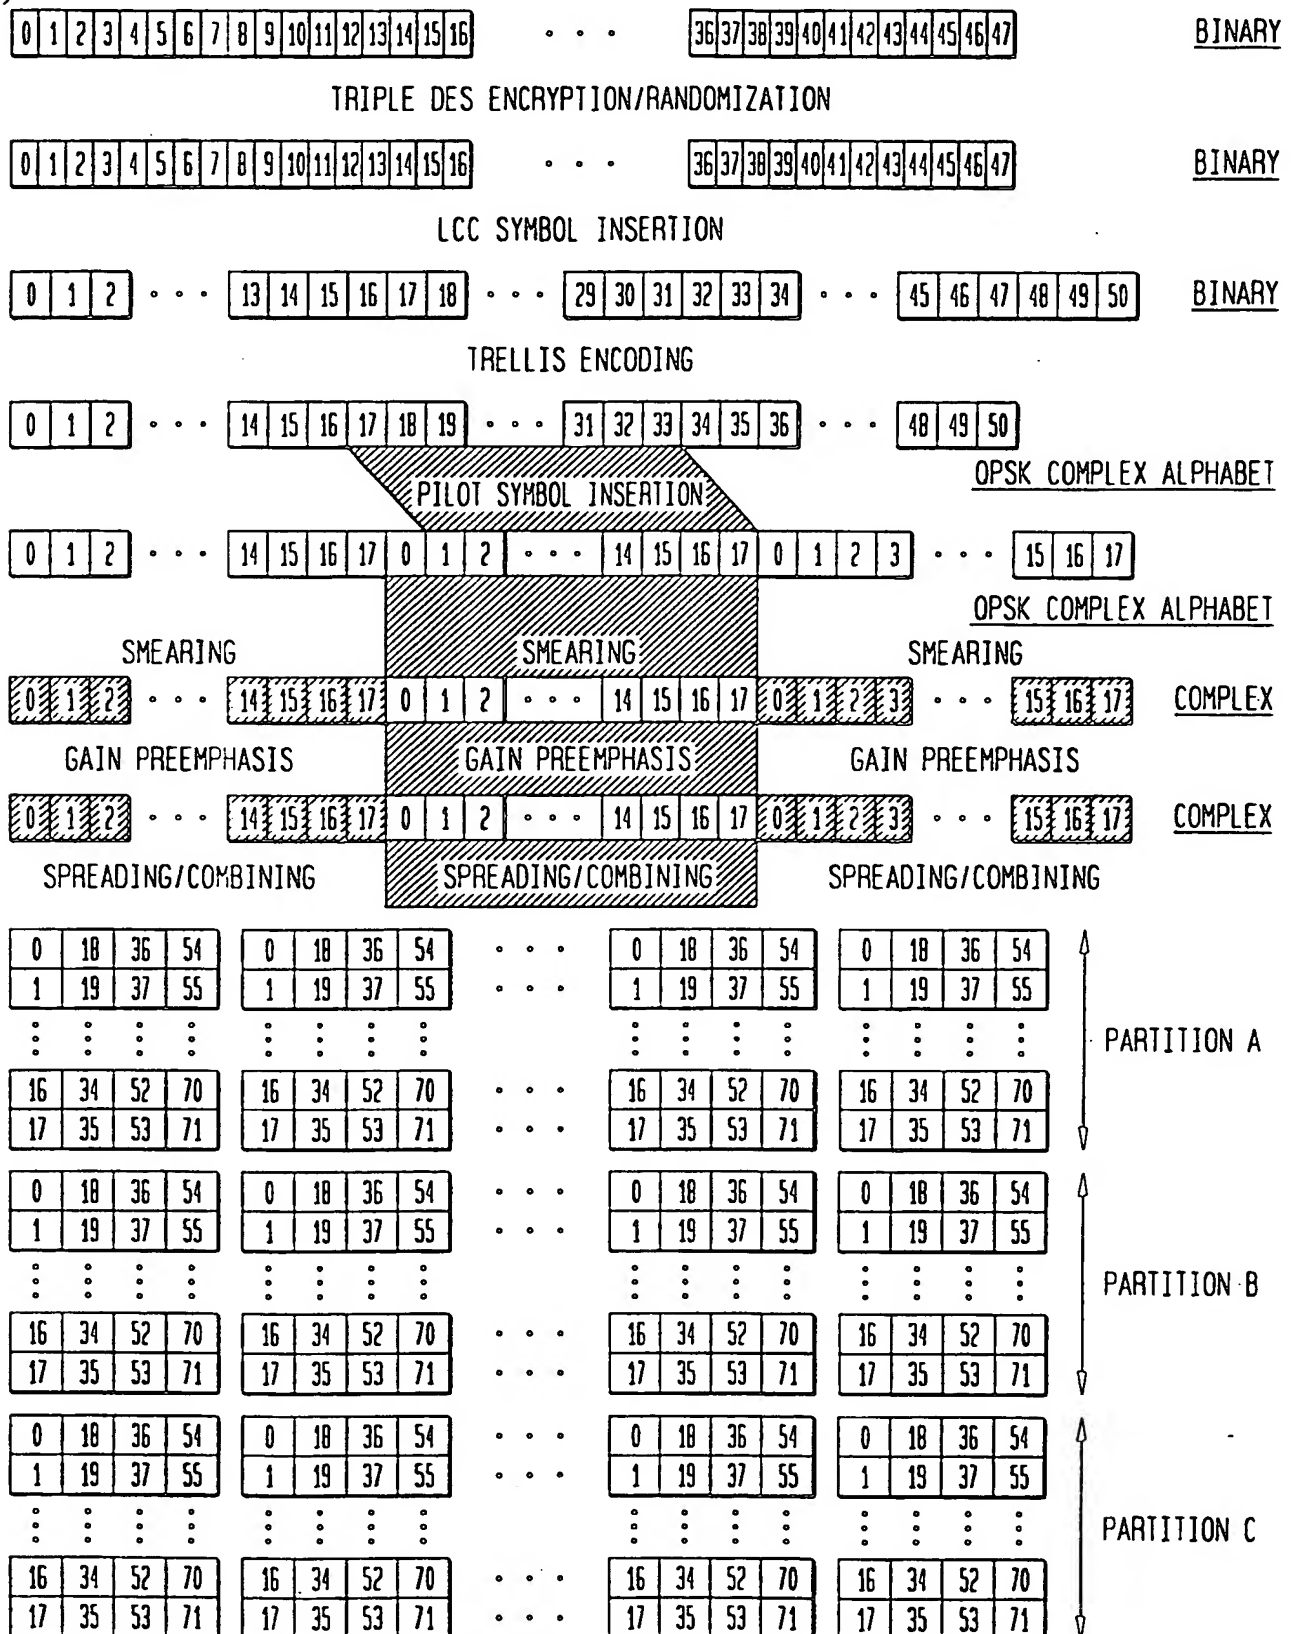 0 1 2 3 4 5 6 7 8 9 10 11 12 13 14 15 16 ∘ ∘ ∘ 36 37 38 39 40 41 42 43 44 45 46 47 BINARY
TRIPLE DES ENCRYPTION/RANDOMIZATION
0 1 2 3 4 5 6 7 8 9 10 11 12 13 14 15 16 ∘ ∘ ∘ 36 37 38 39 40 41 42 43 44 45 46 47 BINARY
LCC SYMBOL INSERTION
0 1 2 ∘ ∘ ∘ 13 14 15 16 17 18 ∘ ∘ ∘ 29 30 31 32 33 34 ∘ ∘ ∘ 45 46 47 48 49 50 BINARY
TRELLIS ENCODING
0 1 2 ∘ ∘ ∘ 14 15 16 17 18 19 ∘ ∘ ∘ 31 32 33 34 35 36 ∘ ∘ ∘ 48 49 50
QPSK COMPLEX ALPHABET
PILOT SYMBOL INSERTION
0 1 2 ∘ ∘ ∘ 14 15 16 17 0 1 2 ∘ ∘ ∘ 14 15 16 17 0 1 2 3 ∘ ∘ ∘ 15 16 17
QPSK COMPLEX ALPHABET
SMEARING SMEARING SMEARING
0 1 2 ∘ ∘ ∘ 14 15 16 17 0 1 2 ∘ ∘ ∘ 14 15 16 17 0 1 2 3 ∘ ∘ ∘ 15 16 17 COMPLEX
GAIN PREEMPHASIS GAIN PREEMPHASIS GAIN PREEMPHASIS
0 1 2 ∘ ∘ ∘ 14 15 16 17 0 1 2 ∘ ∘ ∘ 14 15 16 17 0 1 2 3 ∘ ∘ ∘ 15 16 17 COMPLEX
SPREADING/COMBINING SPREADING/COMBINING SPREADING/COMBINING
0 18 36 54 0 18 36 54 ∘ ∘ ∘ 0 18 36 54 0 18 36 54
1 19 37 55 1 19 37 55 ∘ ∘ ∘ 1 19 37 55 1 19 37 55
PARTITION A
16 34 52 70 16 34 52 70 ∘ ∘ ∘ 16 34 52 70 16 34 52 70
17 35 53 71 17 35 53 71 ∘ ∘ ∘ 17 35 53 71 17 35 53 71
0 18 36 54 0 18 36 54 ∘ ∘ ∘ 0 18 36 54 0 18 36 54
1 19 37 55 1 19 37 55 ∘ ∘ ∘ 1 19 37 55 1 19 37 55
PARTITION B
16 34 52 70 16 34 52 70 ∘ ∘ ∘ 16 34 52 70 16 34 52 70
17 35 53 71 17 35 53 71 ∘ ∘ ∘ 17 35 53 71 17 35 53 71
0 18 36 54 0 18 36 54 ∘ ∘ ∘ 0 18 36 54 0 18 36 54
1 19 37 55 1 19 37 55 ∘ ∘ ∘ 1 19 37 55 1 19 37 55
PARTITION C
16 34 52 70 16 34 52 70 ∘ ∘ ∘ 16 34 52 70 16 34 52 70
17 35 53 71 17 35 53 71 ∘ ∘ ∘ 17 35 53 71 17 35 53 71